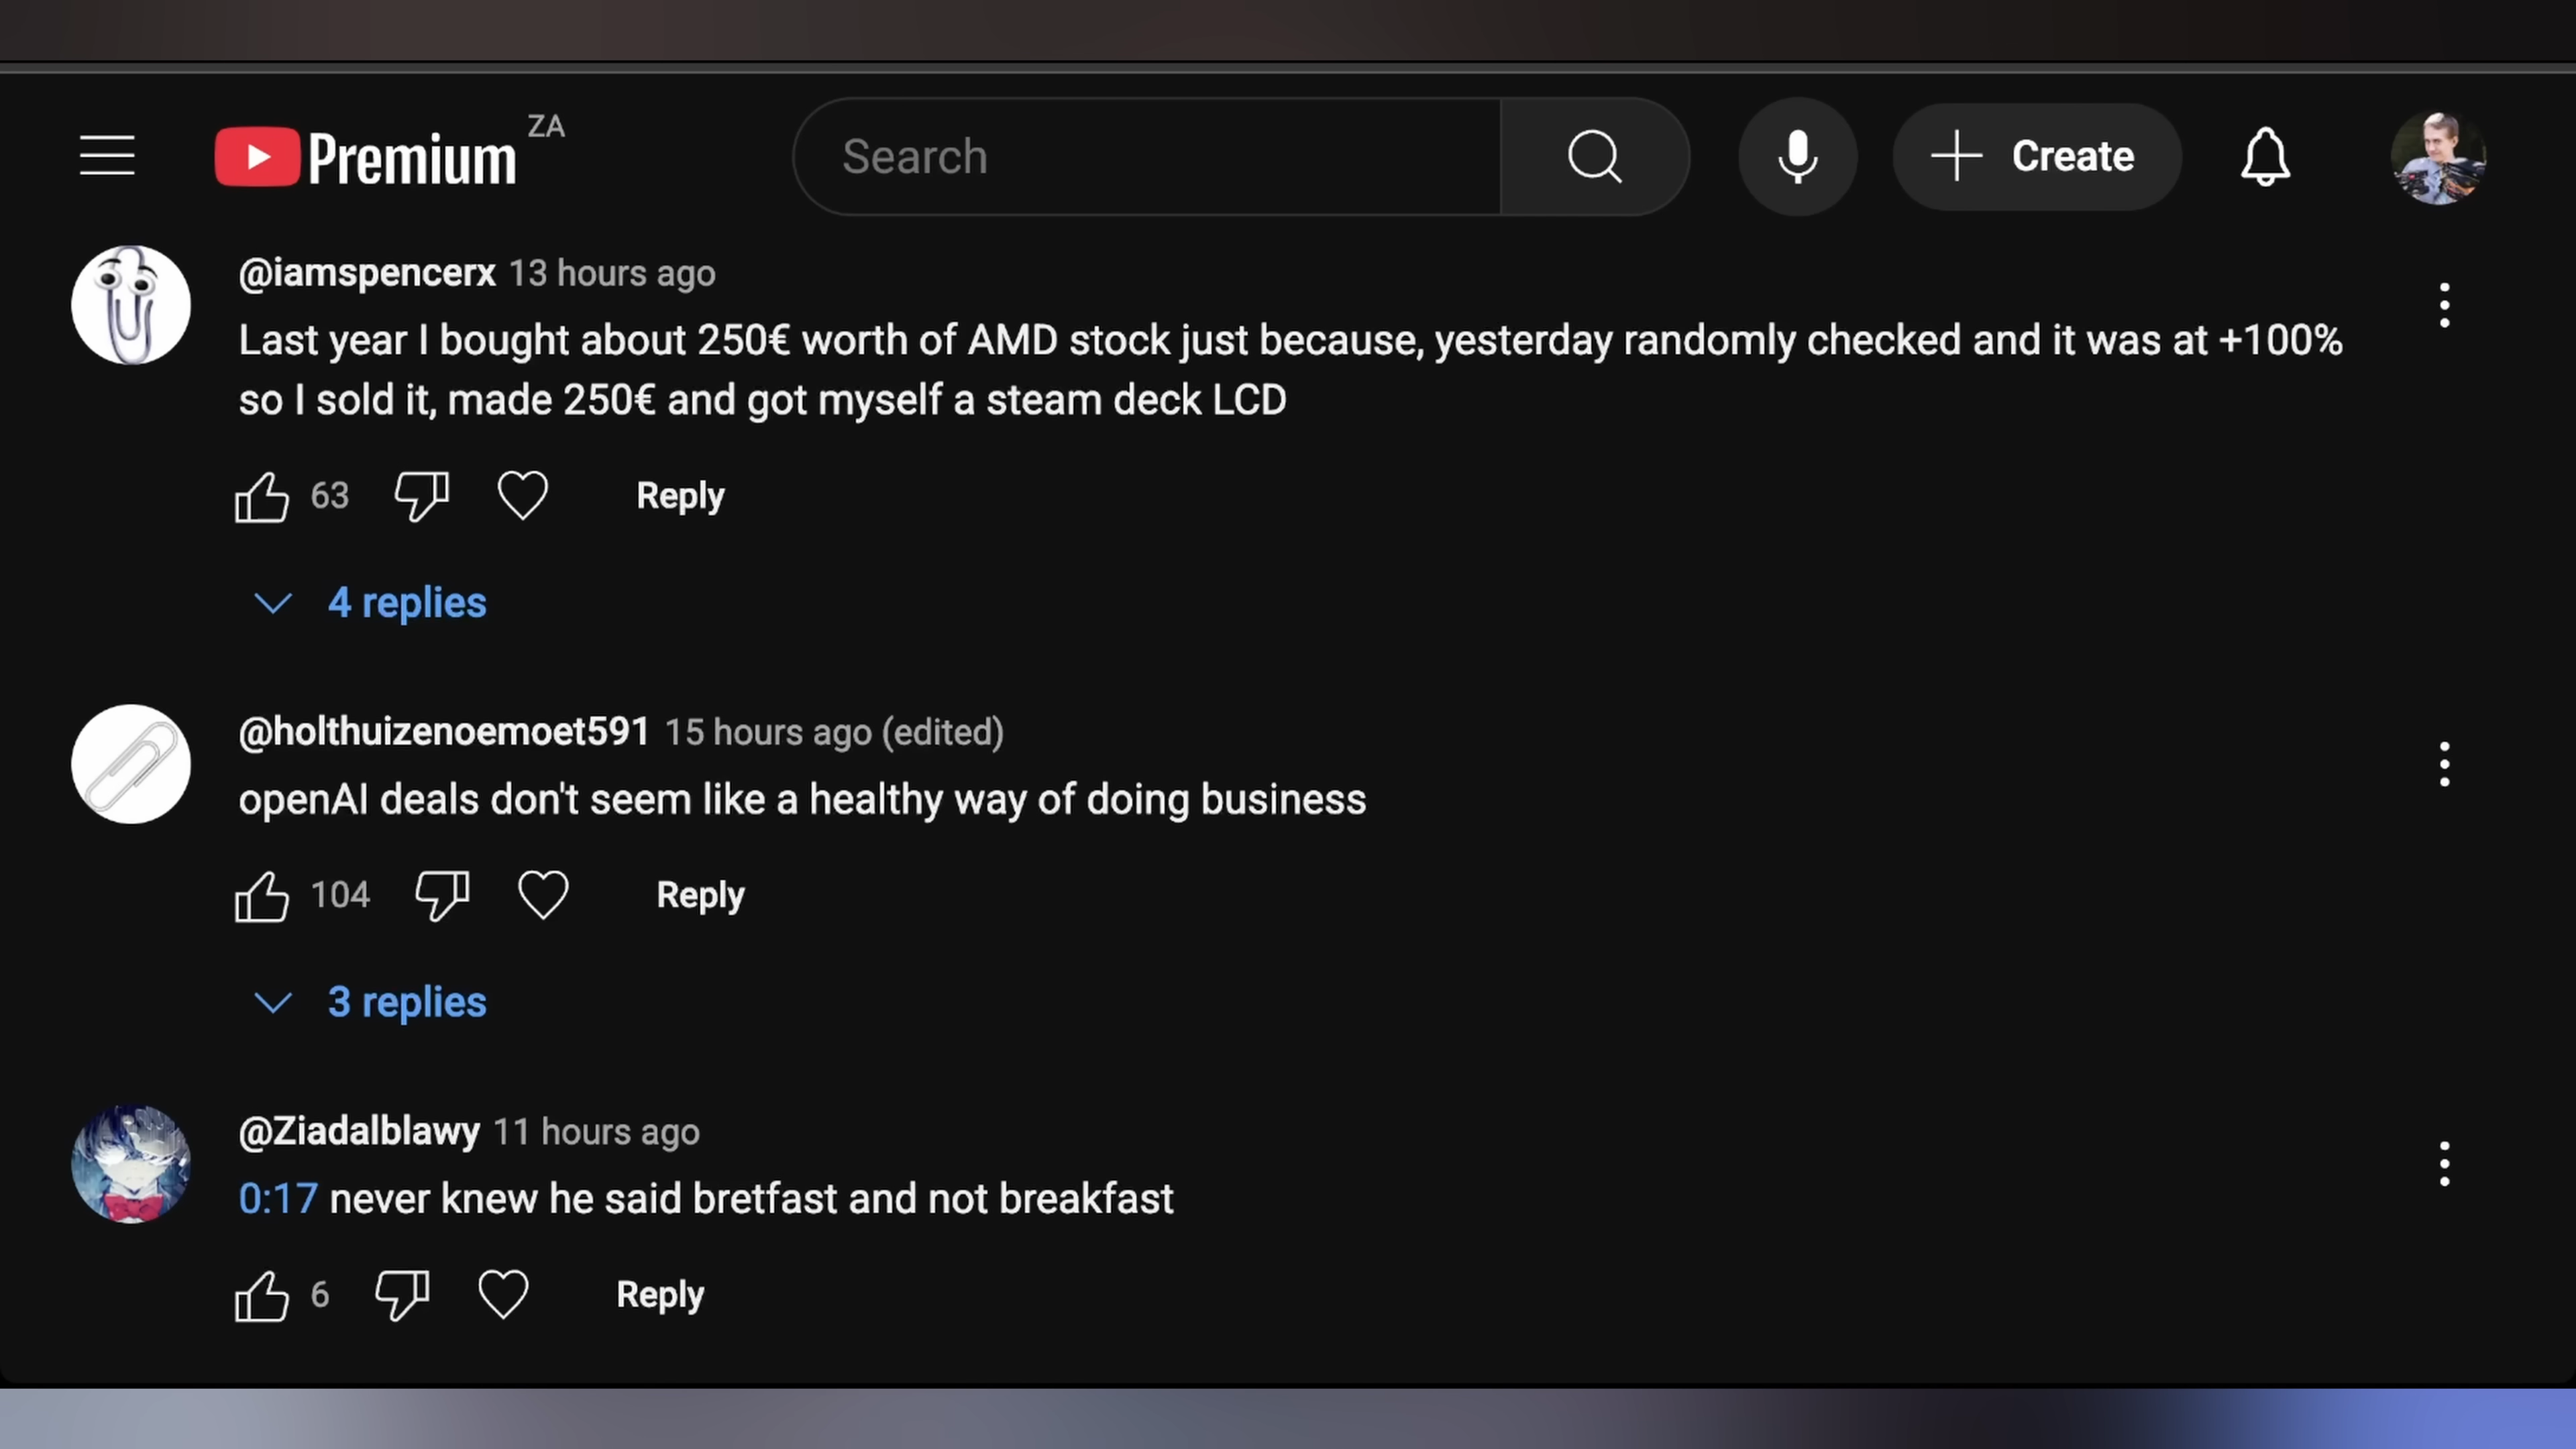 Premium ZA
Search
Create
@iamspencerx 13 hours ago
Last year I bought about 250€ worth of AMD stock just because, yesterday randomly checked and it was at +100%
so I sold it, made 250€ and got myself a steam deck LCD
63 Reply
4 replies
@holthuizenoemoet591 15 hours ago (edited)
openAI deals don't seem like a healthy way of doing business
104 Reply
3 replies
@Ziadalblawy 11 hours ago
0:17 never knew he said bretfast and not breakfast
6 Reply